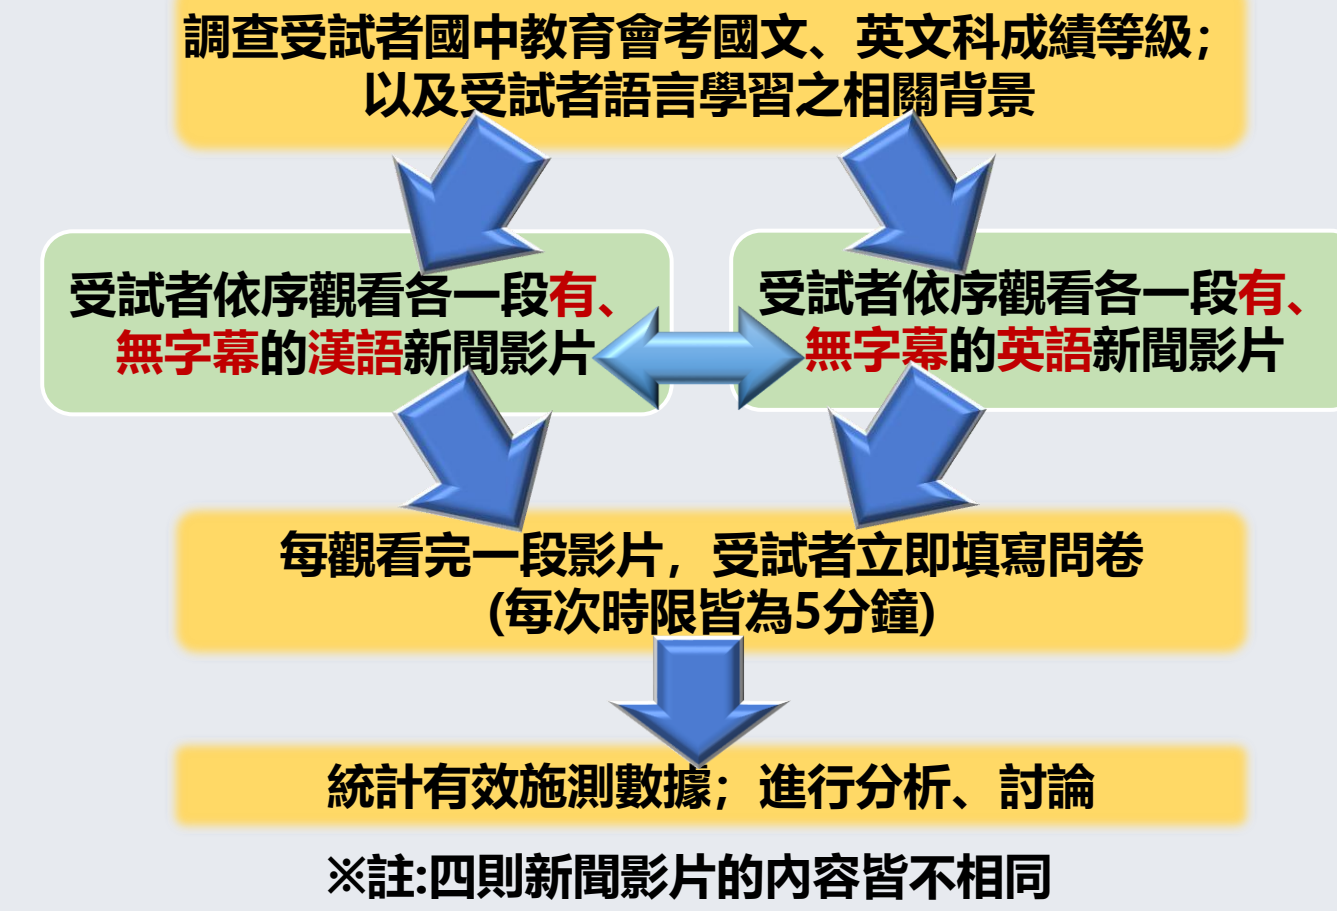 調查受試者國中教育會考國文、英文科成績等級；
以及受試者語言學習之相關背景
受試者依序觀看各一段有、
無字幕的漢語新聞影片
受試者依序觀看各一段有、
無字幕的英語新聞影片
每觀看完一段影片，受試者立即填寫問卷
(每次時限皆為5分鐘)
統計有效施測數據；進行分析、討論
※註:四則新聞影片的內容皆不相同